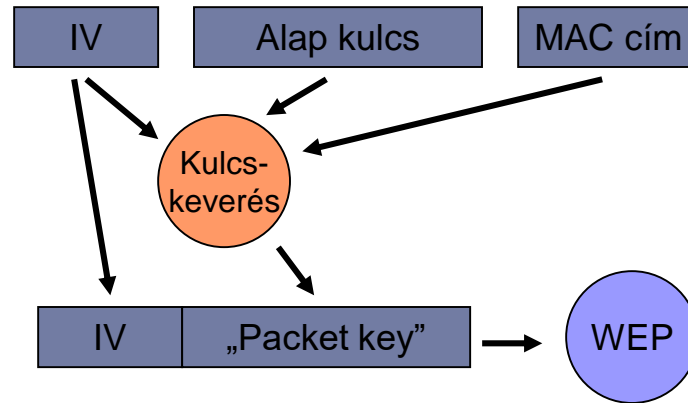 IV
Alap kulcs
MAC cím
Kulcs-
keverés
IV
„Packet key”
WEP